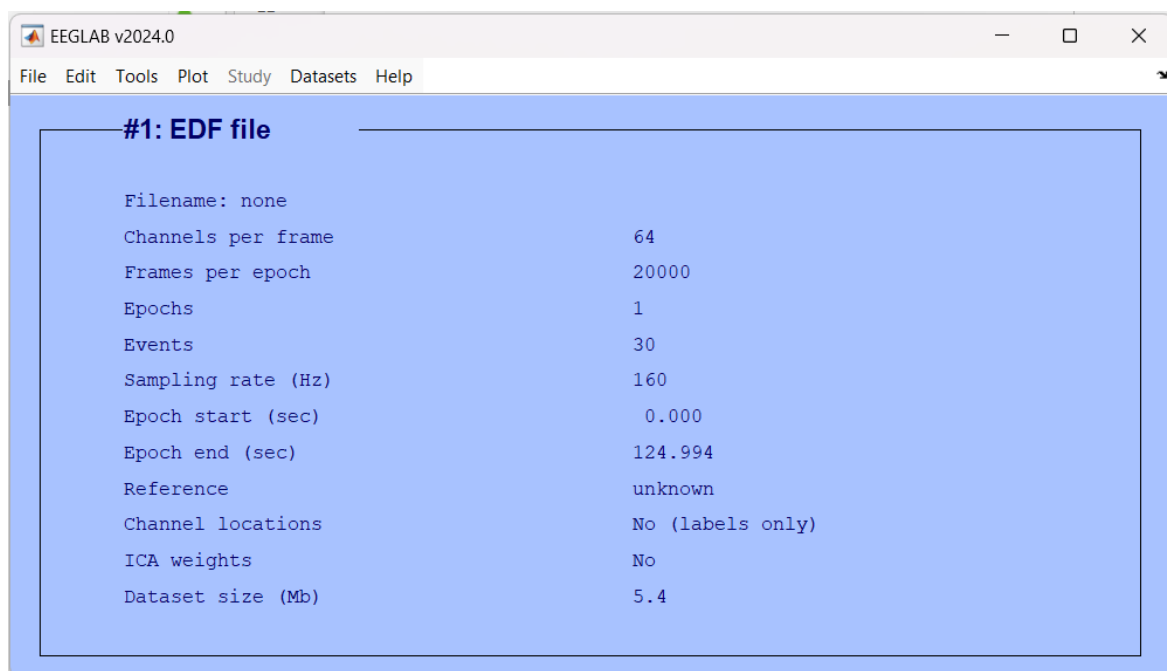 EEGLAB v2024.0
File Edit Tools Plot Study Datasets Help
#1: EDF file
Filename: none
Channels per frame 64
Frames per epoch 20000
Epochs 1
Events 30
Sampling rate (Hz) 160
Epoch start (sec) 0.000
Epoch end (sec) 124.994
Reference unknown
Channel locations No (labels only)
ICA weights No
Dataset size (Mb) 5.4